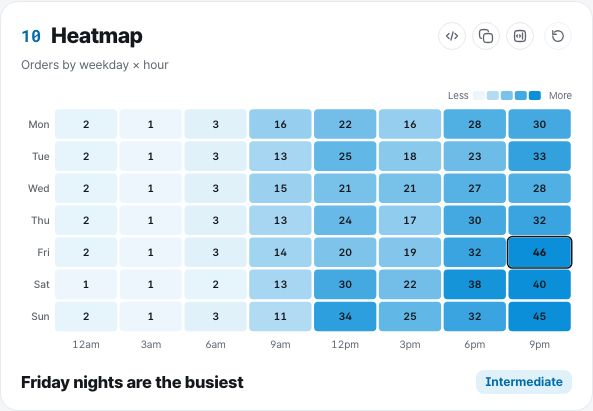 10 Heatmap
Orders by weekday × hour
Less More
Mon 2 1 3 16 22 16 28 30
Tue 2 1 3 13 25 18 23 33
Wed 2 1 3 15 21 21 27 28
Thu 2 1 3 13 24 17 30 32
Fri 2 1 3 14 20 19 32 46
Sat 1 1 2 13 30 22 38 40
Sun 2 1 3 11 34 25 32 45
12am 3am 6am 9am 12pm 3pm 6pm 9pm
Friday nights are the busiest Intermediate